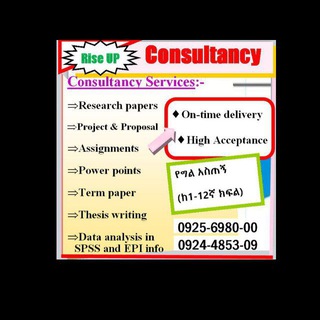 Rise UP
Consultancy
Consultancy Services:-
⇒Research papers
⇒Project & Proposal
⇒Assignments
⇒Power points
⇒Term paper
⇒Thesis writing
⇒Data analysis in
SPSS and EPI info
♦ On-time delivery
♦ High Acceptance
የግል አስጠኝ
(ከ1-12ኛ ክፍል)
0925-6980-00
0924-4853-09